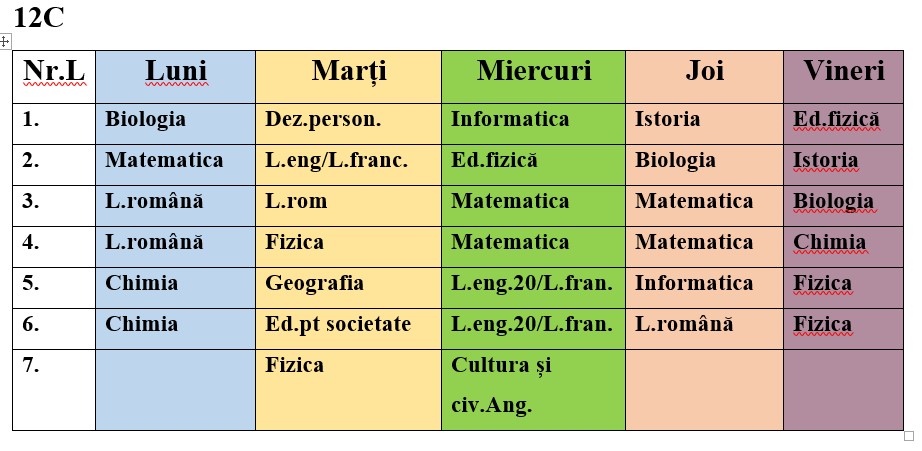 12C
Nr.L Luni Marți Miercuri Joi Vineri
1. Biologia Dez.person. Informatica Istoria Ed.fizică
2. Matematica L.eng/L.franc. Ed.fizică Biologia Istoria
3. L.română L.rom Matematica Matematica Biologia
4. L.română Fizica Matematica Matematica Chimia
5. Chimia Geografia L.eng.20/L.fran. Informatica Fizica
6. Chimia Ed.pt societate L.eng.20/L.fran. L.română Fizica
7. Fizica Cultura și
civ.Ang.